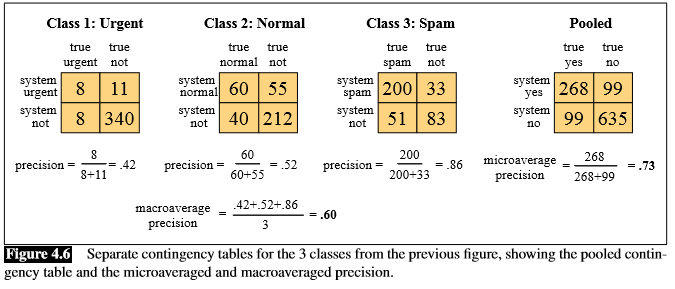 Class 1: Urgent Class 2: Normal Class 3: Spam Pooled
true true true true true true true true
urgent not normal not spam not yes no
system urgent 8 11 system normal 60 55 system spam 200 33 system yes 268 99
system not 8 340 system not 40 212 system not 51 83 system no 99 635
precision = 8 / 8+11 = .42 precision = 60 / 60+55 = .52 precision = 200 / 200+33 = .86 microaverage precision = 268 / 268+99 = .73
macroaverage precision = .42+.52+.86 / 3 = .60
Figure 4.6 Separate contingency tables for the 3 classes from the previous figure, showing the pooled contin-
gency table and the microaveraged and macroaveraged precision.